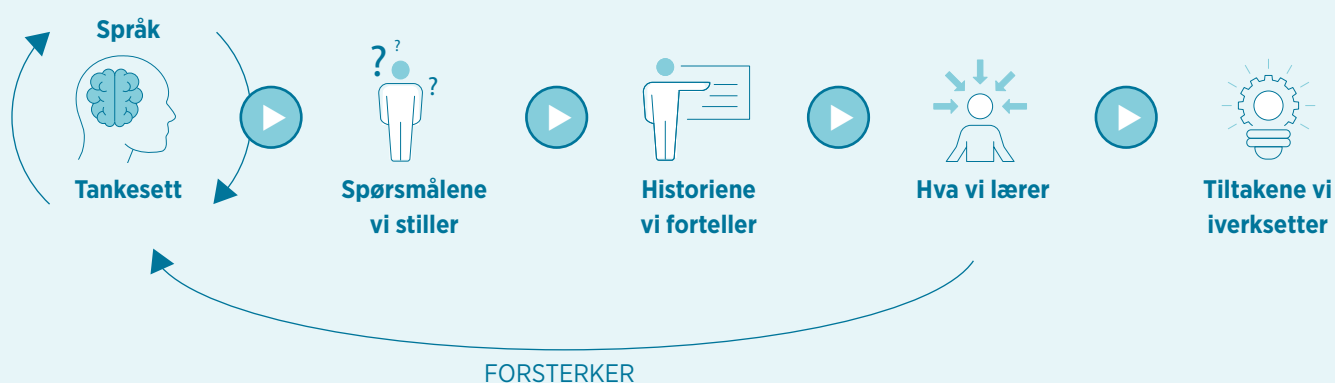 Språk
? ?
?
Tankesett
Spørsmålene
vi stiller
Historiene
vi forteller
Hva vi lærer
Tiltakene vi
iverksetter
FORSTERKER